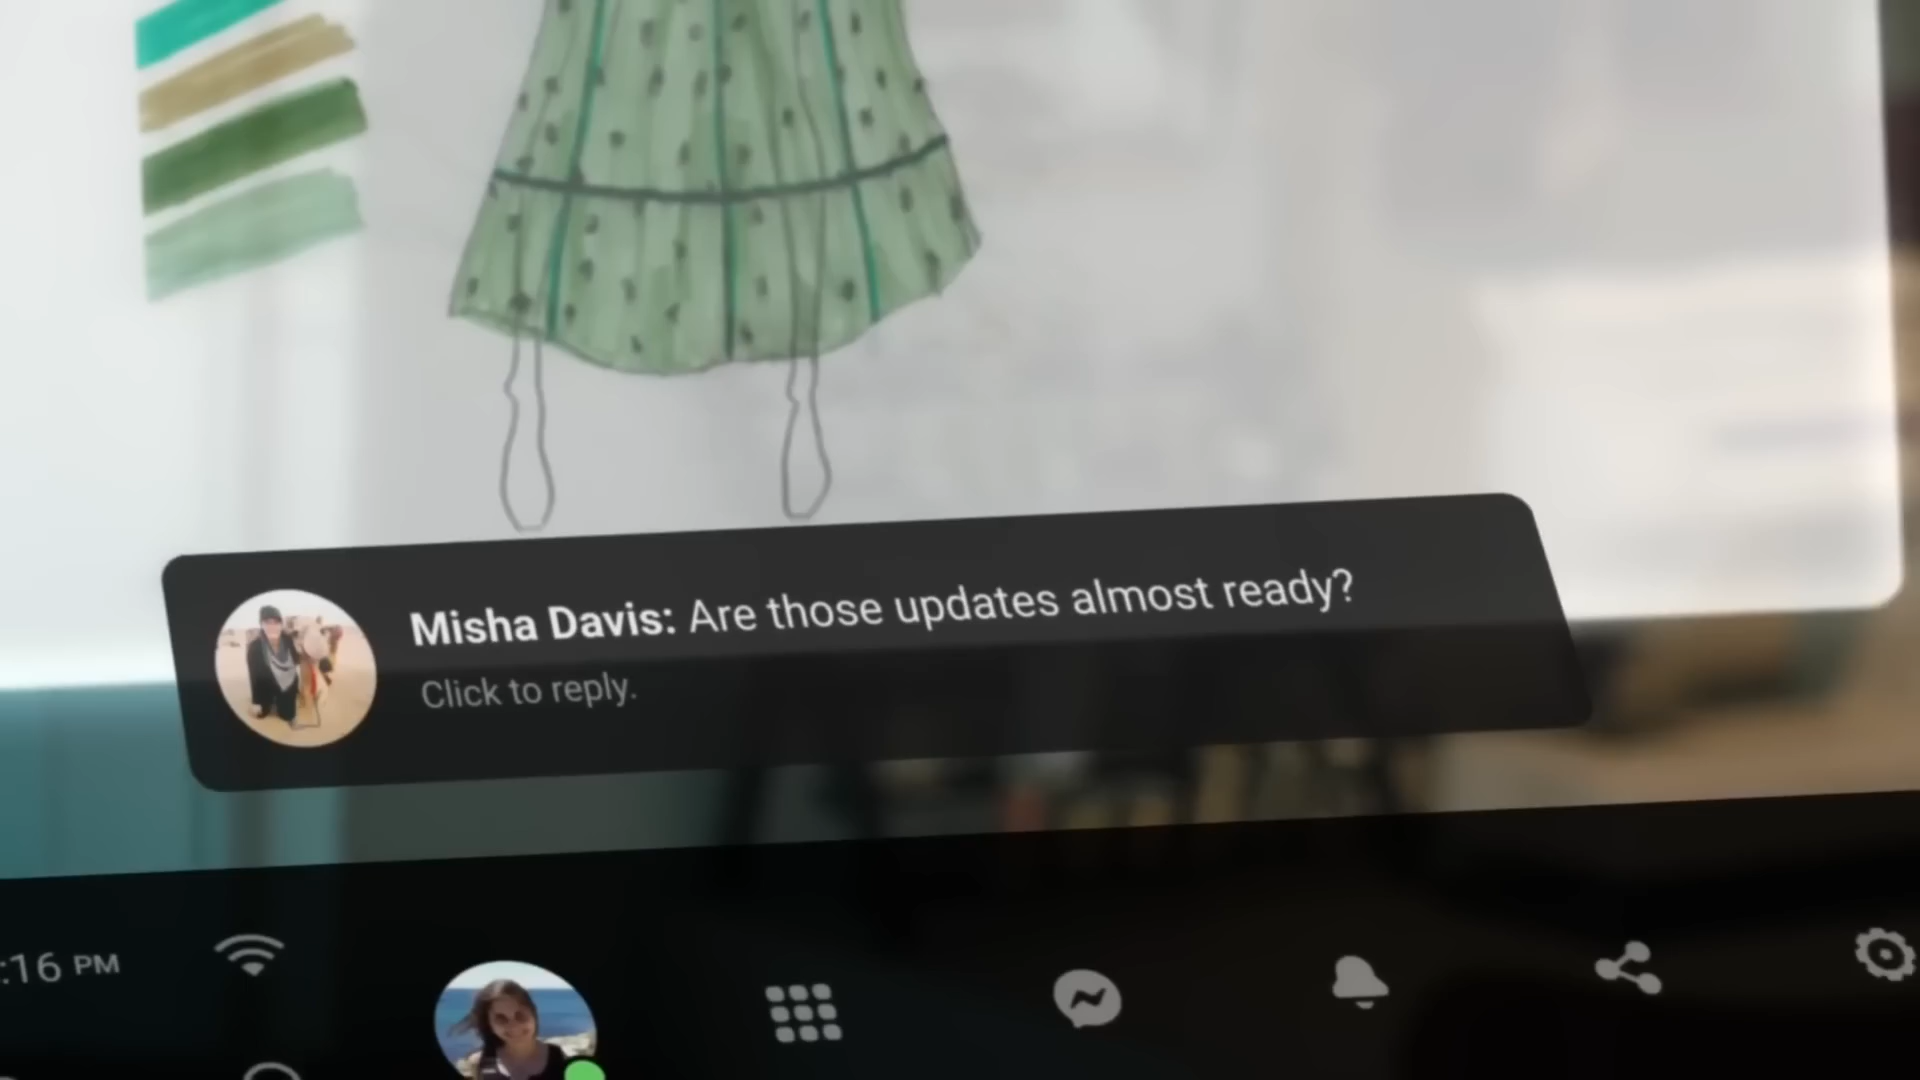 Misha Davis: Are those updates almost ready?
Click to reply.
:16 PM